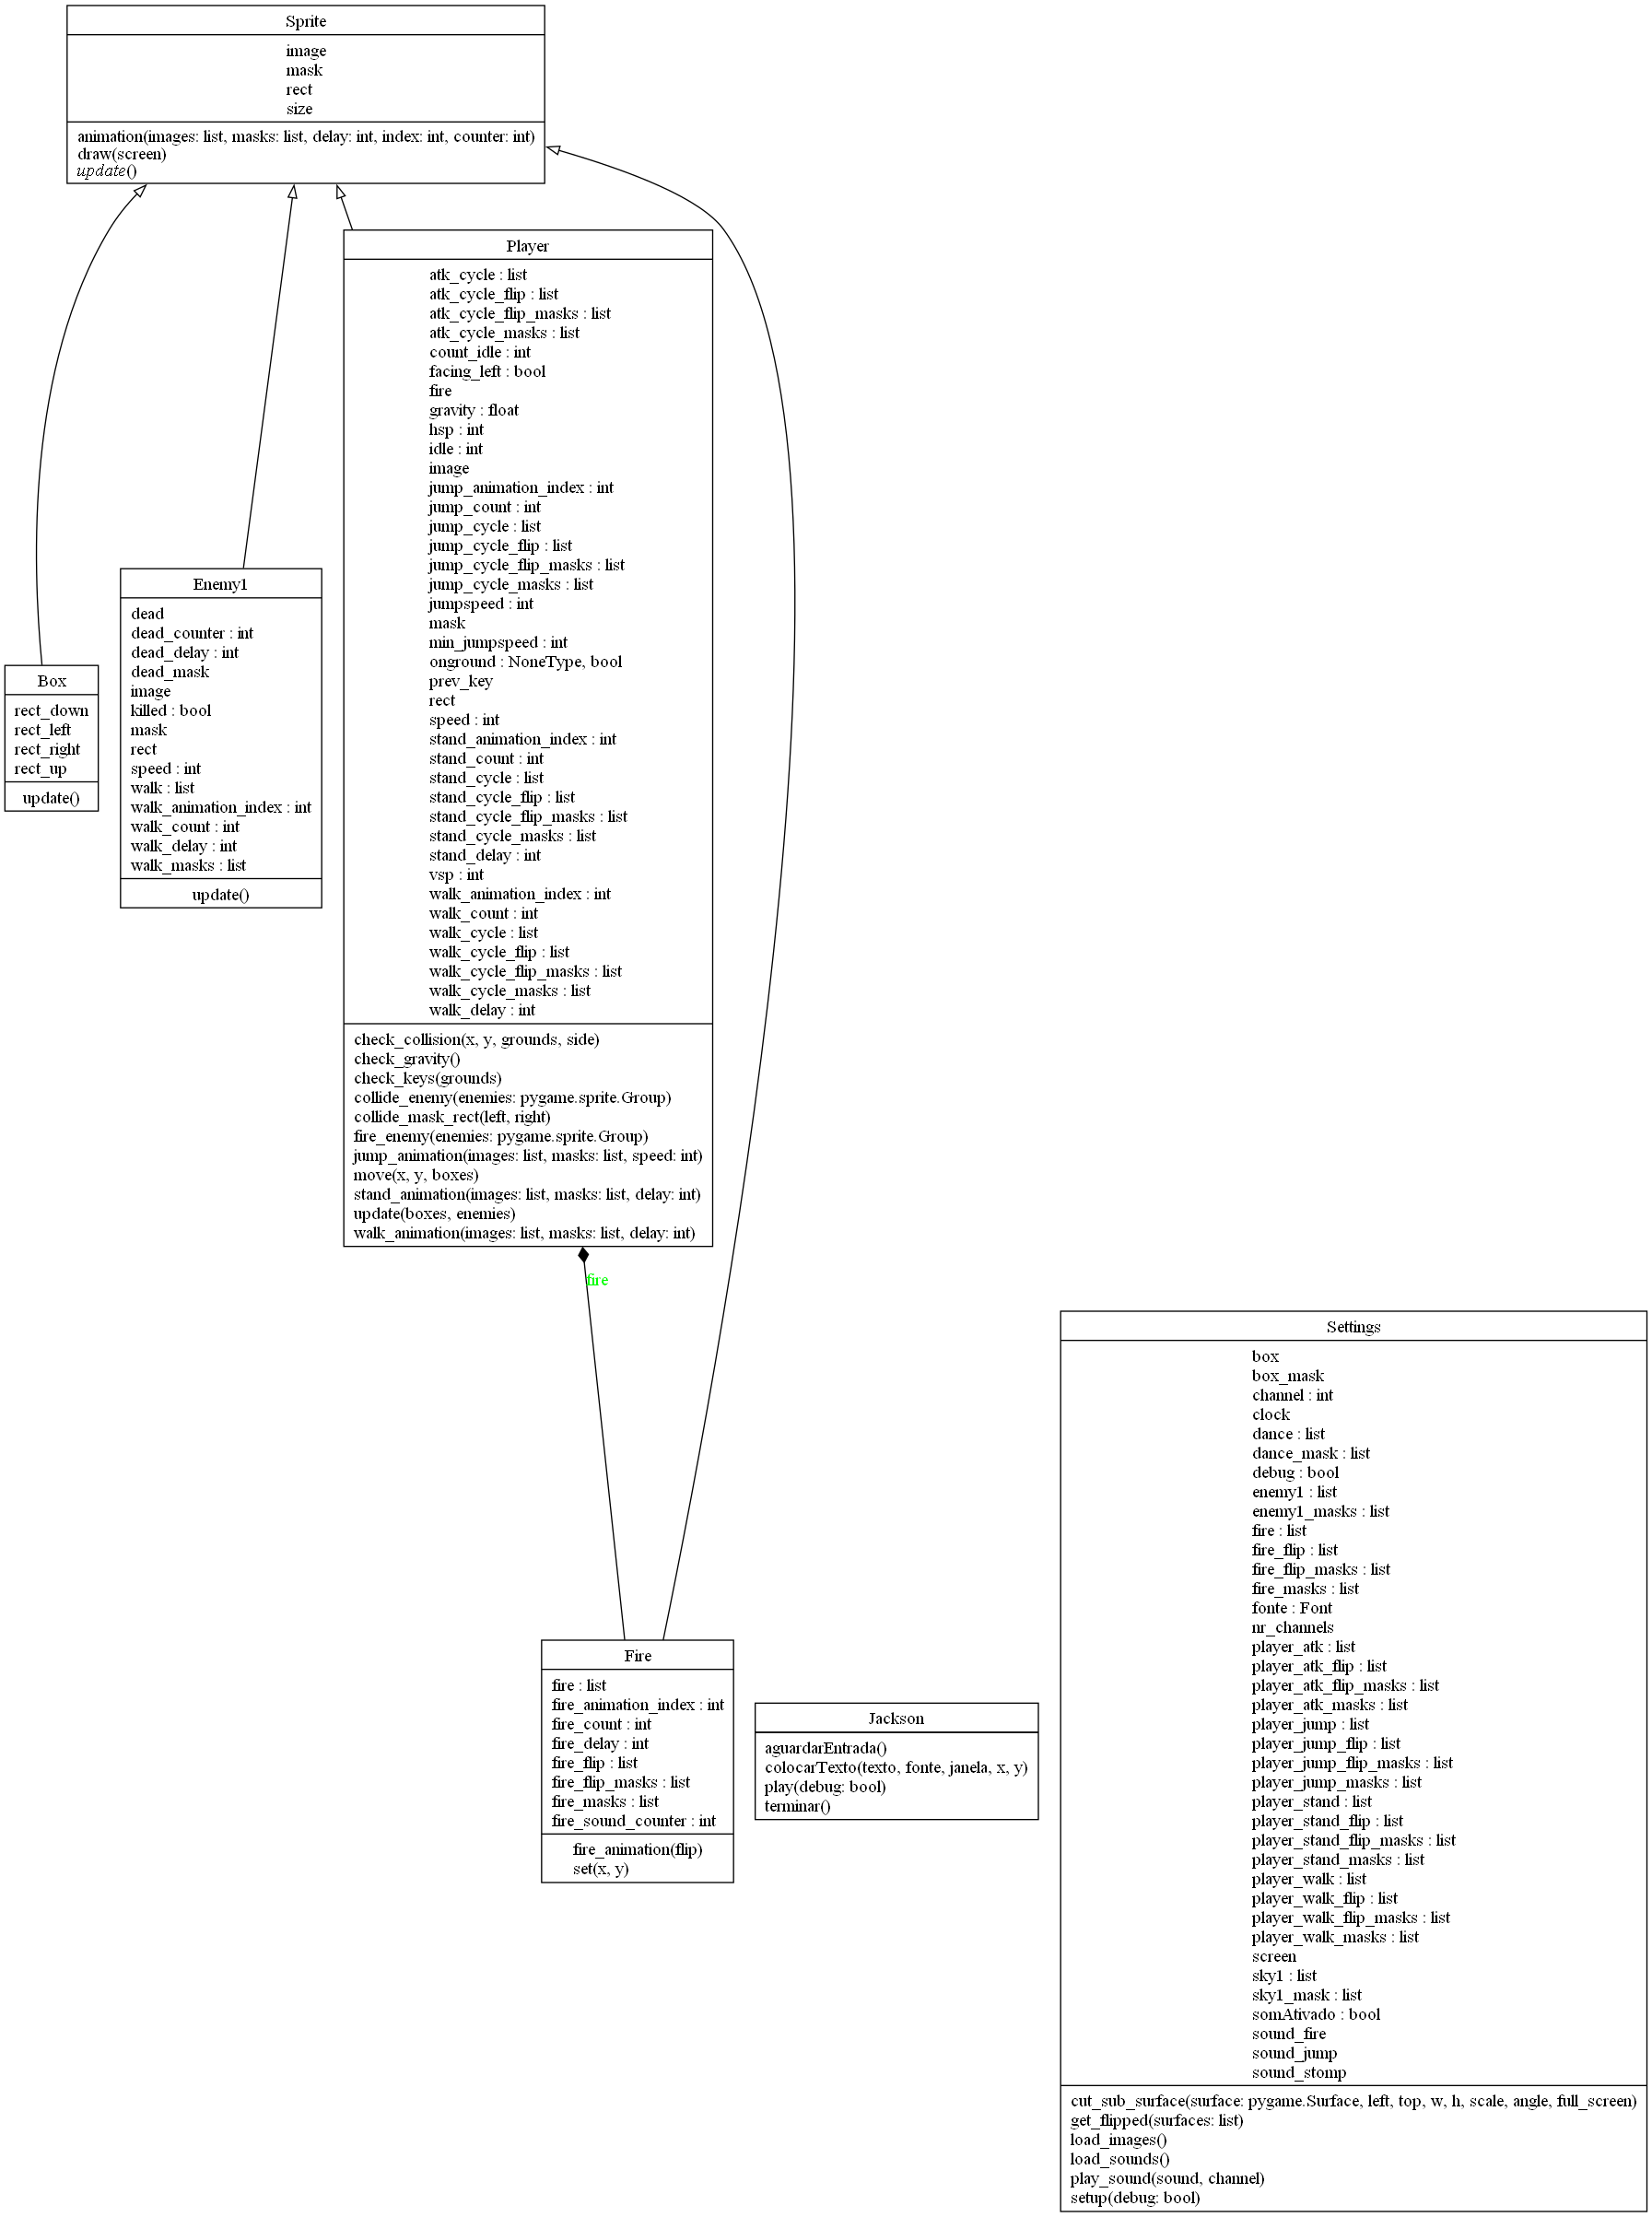 Sprite
image
mask
rect
size
animation(images: list, masks: list, delay: int, index: int, counter: int)
draw(screen)
update()
Player
atk_cycle : list
atk_cycle_flip : list
atk_cycle_flip_masks : list
atk_cycle_masks : list
count_idle : int
facing_left : bool
fire
gravity : float
hsp : int
idle : int
image
jump_animation_index : int
jump_count : int
jump_cycle : list
jump_cycle_flip : list
jump_cycle_flip_masks : list
jump_cycle_masks : list
jumpspeed : int
mask
min_jumpspeed : int
onground : NoneType, bool
prev_key
rect
speed : int
stand_animation_index : int
stand_count : int
stand_cycle : list
stand_cycle_flip : list
stand_cycle_flip_masks : list
stand_cycle_masks : list
stand_delay : int
vsp : int
walk_animation_index : int
walk_count : int
walk_cycle : list
walk_cycle_flip : list
walk_cycle_flip_masks : list
walk_cycle_masks : list
walk_delay : int
check_collision(x, y, grounds, side)
check_gravity()
check_keys(grounds)
collide_enemy(enemies: pygame.sprite.Group)
collide_mask_rect(left, right)
fire_enemy(enemies: pygame.sprite.Group)
jump_animation(images: list, masks: list, speed: int)
move(x, y, boxes)
stand_animation(images: list, masks: list, delay: int)
update(boxes, enemies)
walk_animation(images: list, masks: list, delay: int)
Enemy1
dead
dead_counter : int
dead_delay : int
dead_mask
image
killed : bool
mask
rect
speed : int
walk : list
walk_animation_index : int
walk_count : int
walk_delay : int
walk_masks : list
update()
Box
rect_down
rect_left
rect_right
rect_up
update()
fire
Settings
box
box_mask
channel : int
clock
dance : list
dance_mask : list
debug : bool
enemy1 : list
enemy1_masks : list
fire : list
fire_flip : list
fire_flip_masks : list
fire_masks : list
fonte : Font
nr_channels
player_atk : list
player_atk_flip : list
player_atk_flip_masks : list
player_atk_masks : list
player_jump : list
player_jump_flip : list
player_jump_flip_masks : list
player_jump_masks : list
player_stand : list
player_stand_flip : list
player_stand_flip_masks : list
player_stand_masks : list
player_walk : list
player_walk_flip : list
player_walk_flip_masks : list
player_walk_masks : list
screen
sky1 : list
sky1_mask : list
somAtivado : bool
sound_fire
sound_jump
sound_stomp
cut_sub_surface(surface: pygame.Surface, left, top, w, h, scale, angle, full_screen)
get_flipped(surfaces: list)
load_images()
load_sounds()
play_sound(sound, channel)
setup(debug: bool)
Fire
fire : list
fire_animation_index : int
fire_count : int
fire_delay : int
fire_flip : list
fire_flip_masks : list
fire_masks : list
fire_sound_counter : int
fire_animation(flip)
set(x, y)
Jackson
aguardarEntrada()
colocarTexto(texto, fonte, janela, x, y)
play(debug: bool)
terminar()